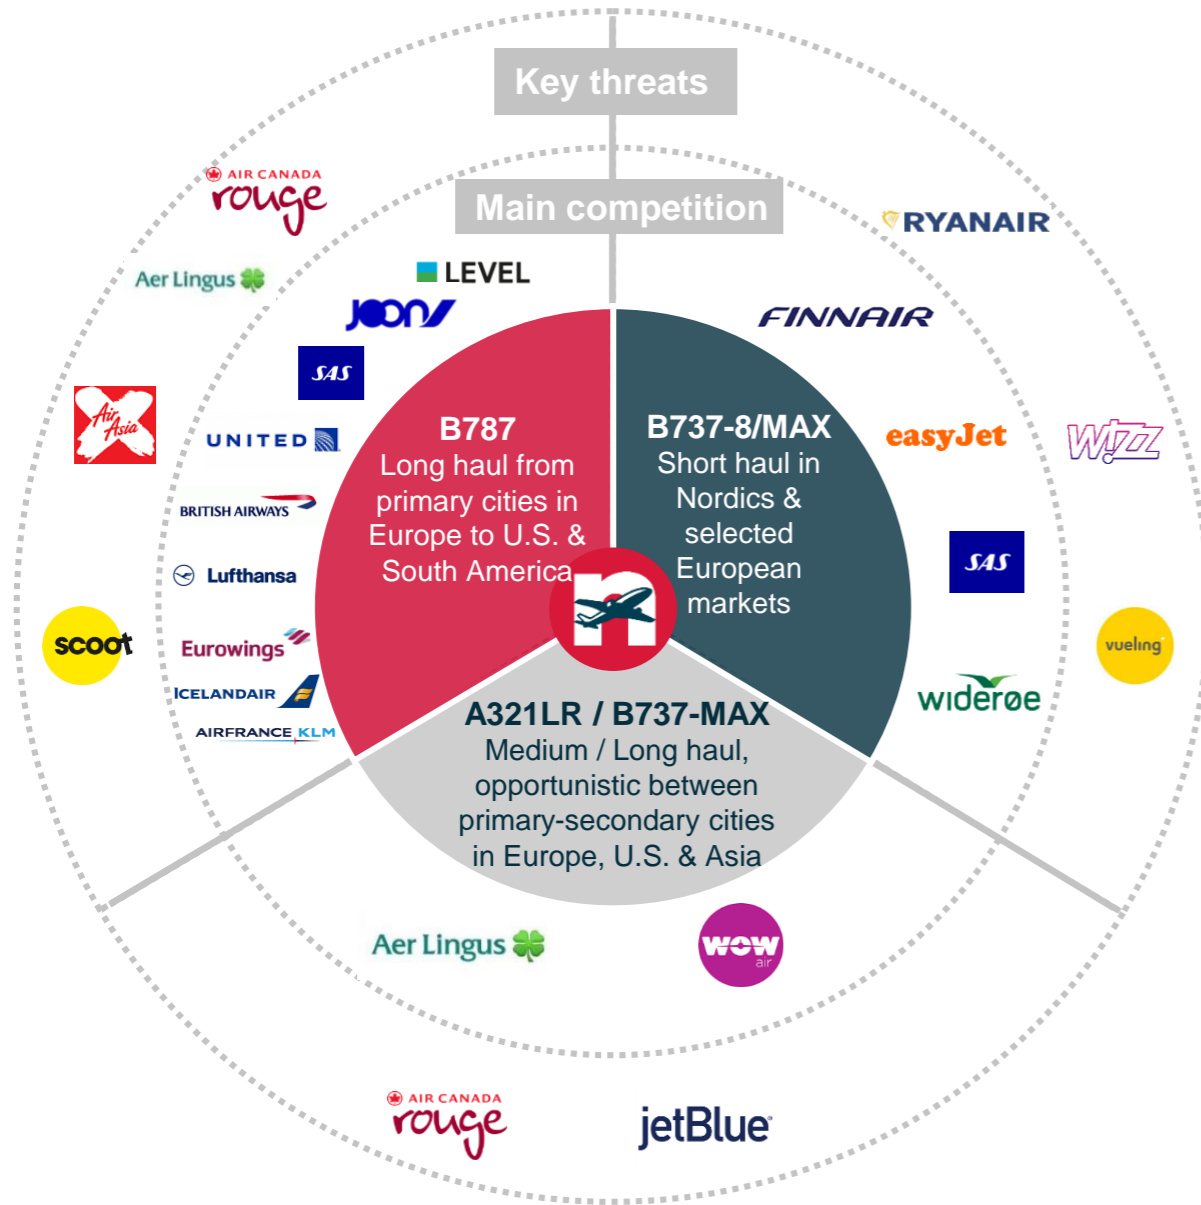 Key threats
Main competition
AIR CANADA
rouge
Aer Lingus
LEVEL
JOON
SAS
Air
Asia
UNITED
BRITISH AIRWAYS
Lufthansa
scoot
Eurowings
ICELANDAIR
AIRFRANCE KLM
B787
Long haul from
primary cities in
Europe to U.S. &
South America
B737-8/MAX
Short haul in
Nordics &
selected
European
markets
n
RYANAIR
FINNAIR
easyJet
WIZZ
SAS
vueling
widerøe
A321LR / B737-MAX
Medium / Long haul,
opportunistic between
primary-secondary cities
in Europe, U.S. & Asia
Aer Lingus
WOW
air
AIR CANADA
rouge
jetBlue